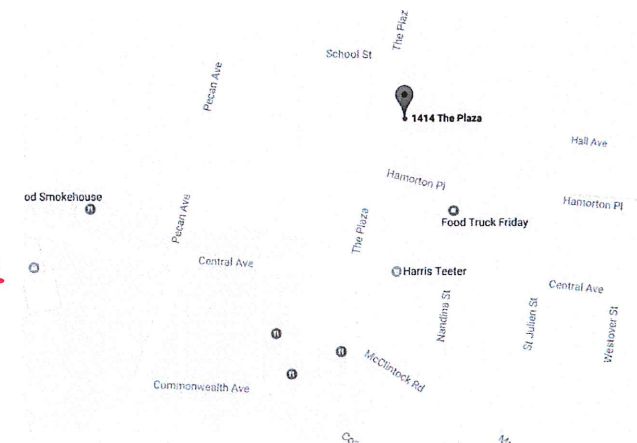 The Plaz
School St
Pecan Ave
1414 The Plaza
Hall Ave
Hamorton Pl
od Smokehouse
Hamorton Pl
Pecan Ave
The Plaza
Food Truck Friday
Central Ave
Harris Teeter
Central Ave
Nandina St
St Julien St
Westover St
McClintock Rd
Commonwealth Ave